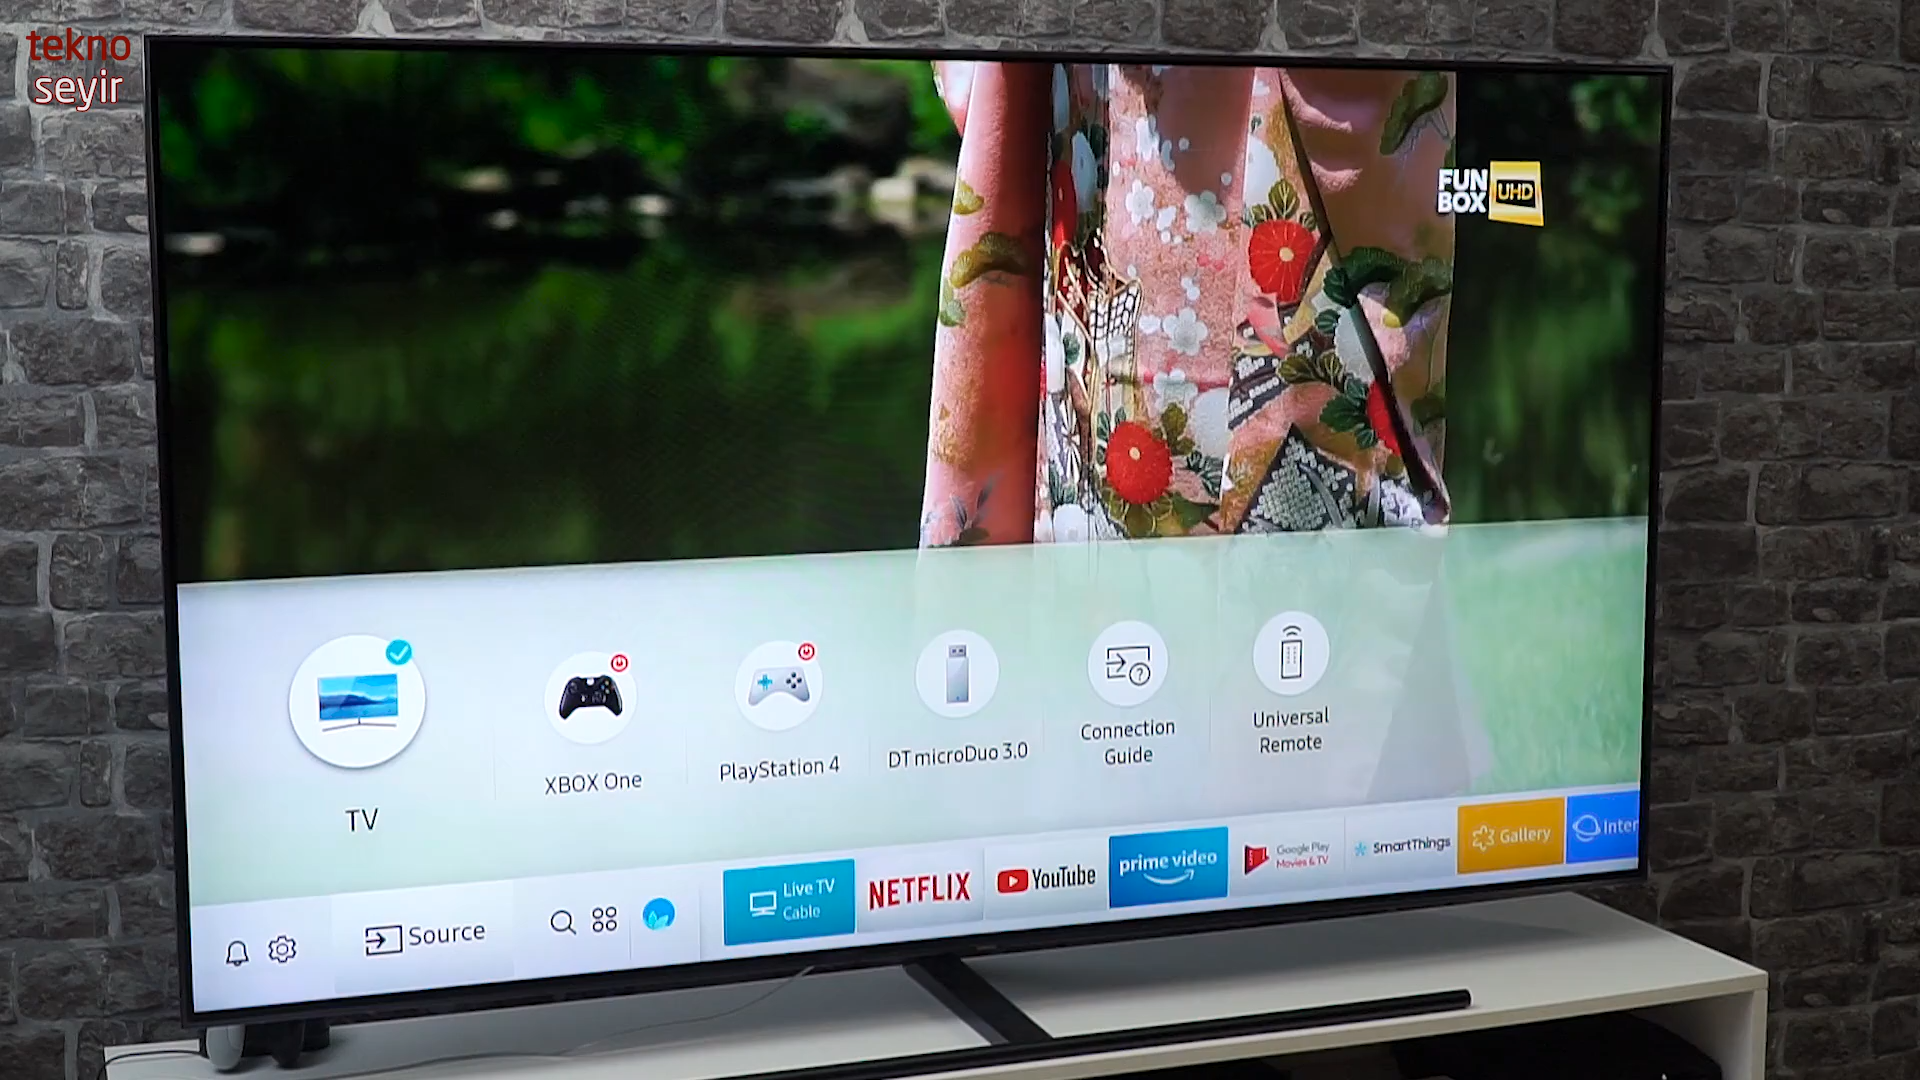 tekno
seyir
FUN
BOX
UHD
TV
XBOX One
PlayStation 4
DT microDuo 3.0
Connection
Guide
Universal
Remote
Source
Live TV
Cable
NETFLIX
YouTube
prime video
Google Play
Movies & TV
SmartThings
Gallery
Inter